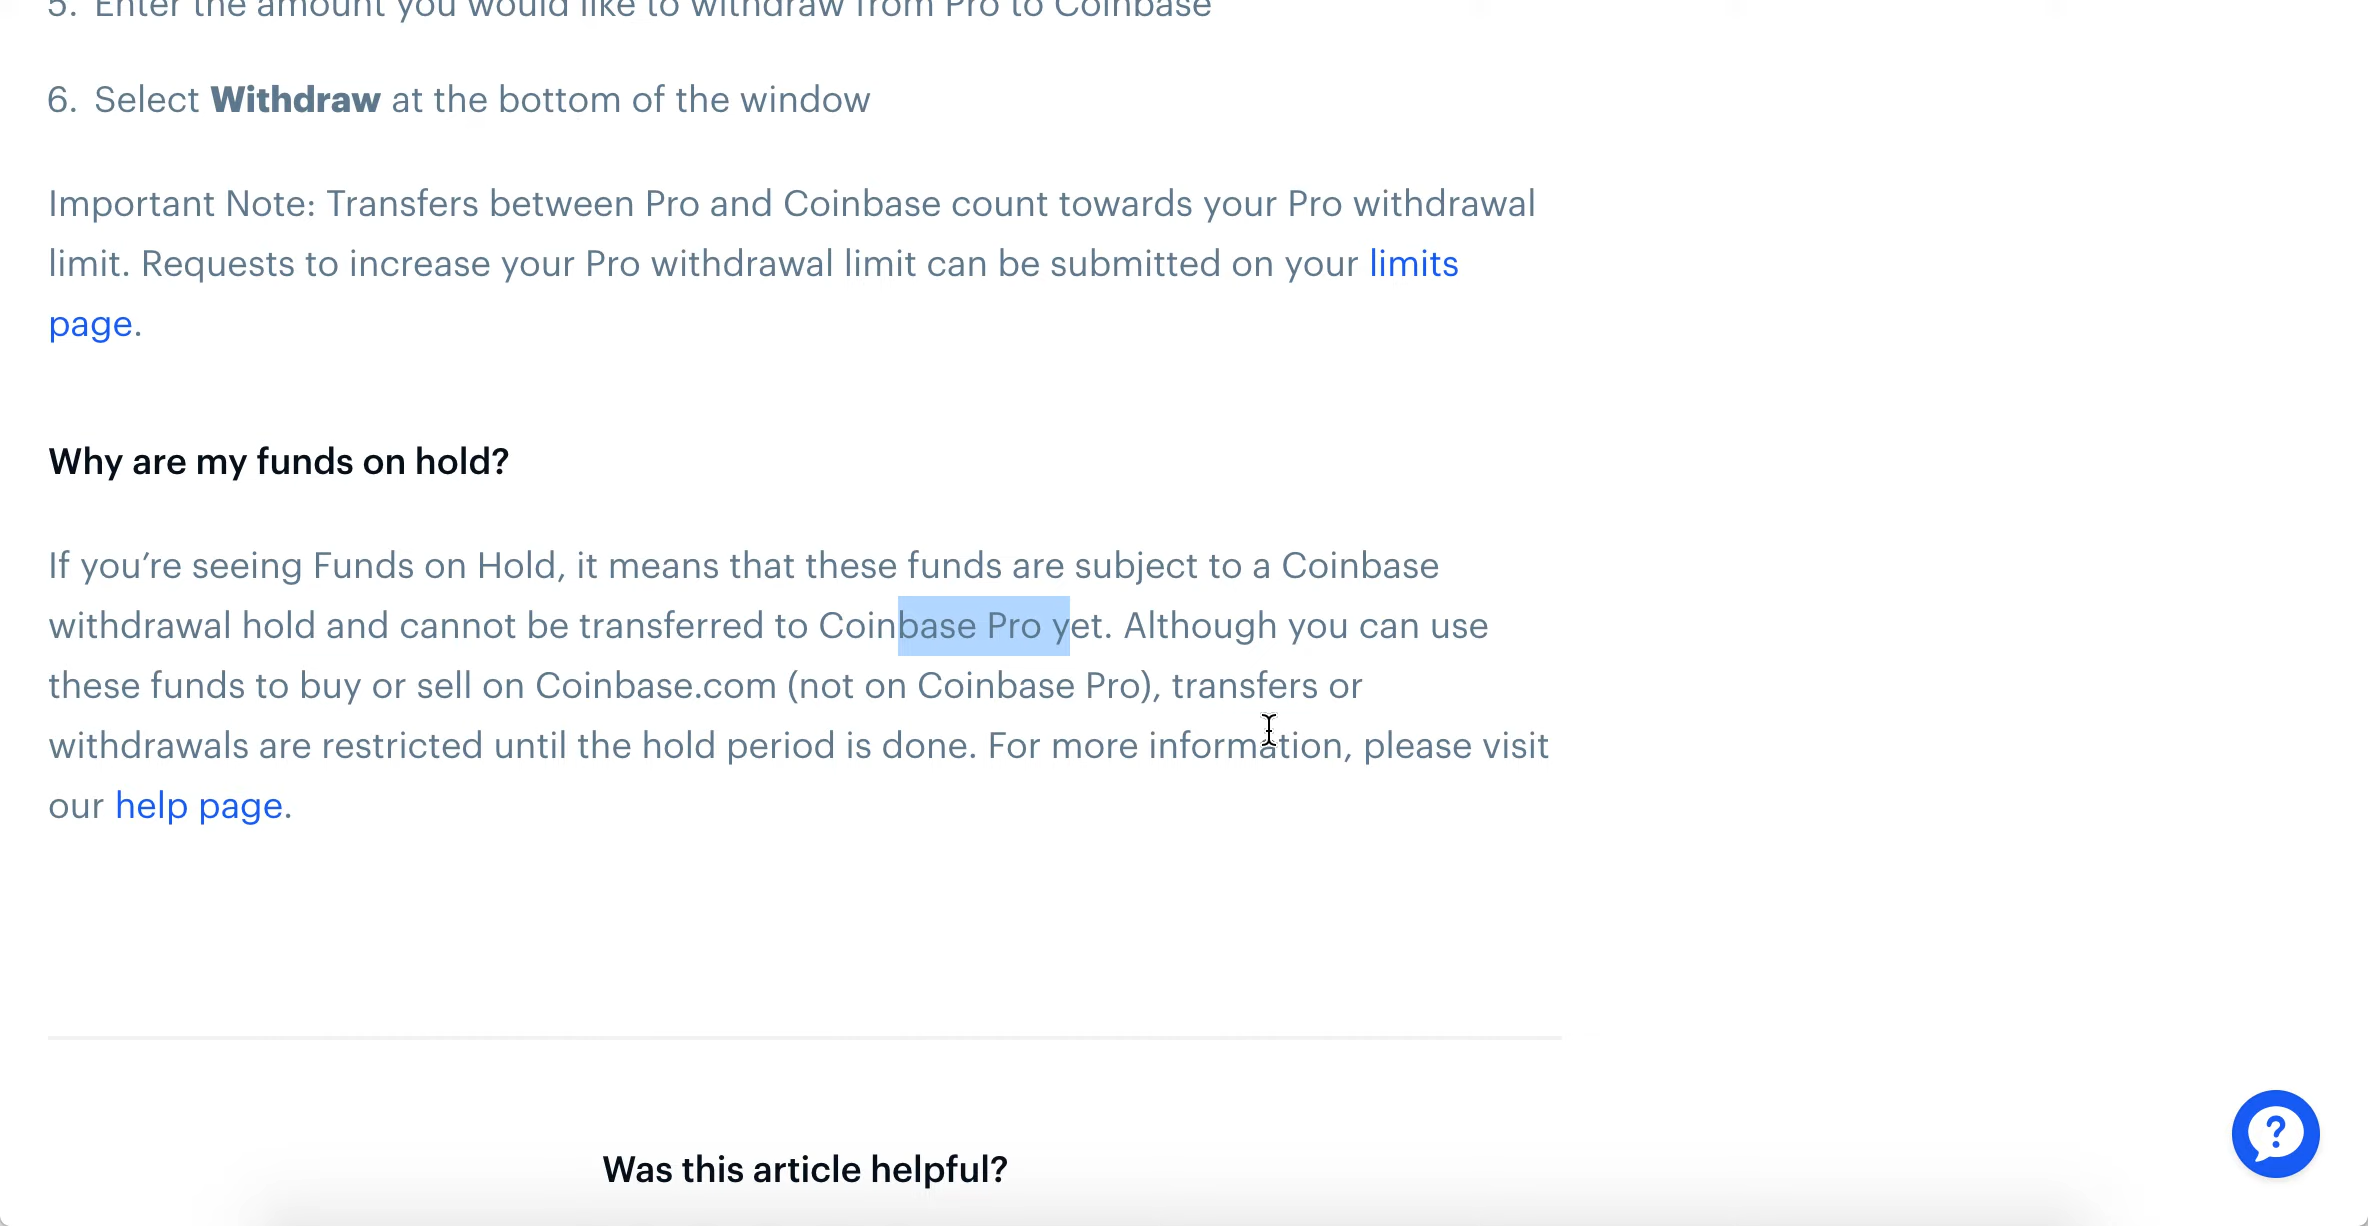 5. Enter the amount you would like to withdraw from Pro to Coinbase
6. Select Withdraw at the bottom of the window
Important Note: Transfers between Pro and Coinbase count towards your Pro withdrawal
limit. Requests to increase your Pro withdrawal limit can be submitted on your limits
page.
Why are my funds on hold?
If you’re seeing Funds on Hold, it means that these funds are subject to a Coinbase
withdrawal hold and cannot be transferred to Coinbase Pro yet. Although you can use
these funds to buy or sell on Coinbase.com (not on Coinbase Pro), transfers or
withdrawals are restricted until the hold period is done. For more information, please visit
our help page.
Was this article helpful?
?